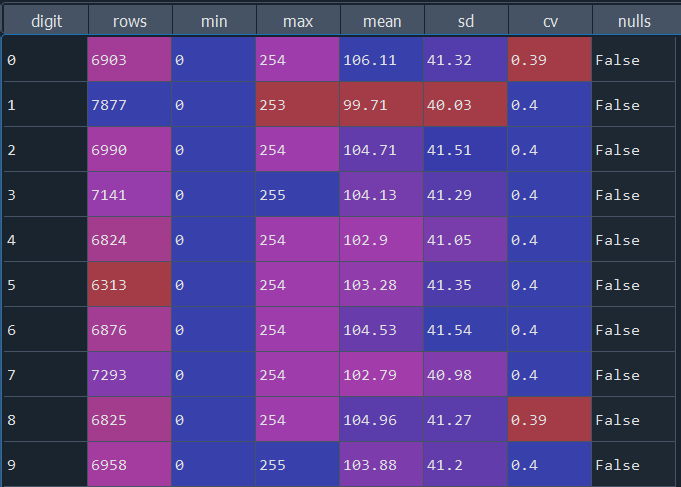 digit rows min max mean sd cv nulls
0 6903 0 254 106.11 41.32 0.39 False
1 7877 0 253 99.71 40.03 0.4 False
2 6990 0 254 104.71 41.51 0.4 False
3 7141 0 255 104.13 41.29 0.4 False
4 6824 0 254 102.9 41.05 0.4 False
5 6313 0 254 103.28 41.35 0.4 False
6 6876 0 254 104.53 41.54 0.4 False
7 7293 0 254 102.79 40.98 0.4 False
8 6825 0 254 104.96 41.27 0.39 False
9 6958 0 255 103.88 41.2 0.4 False